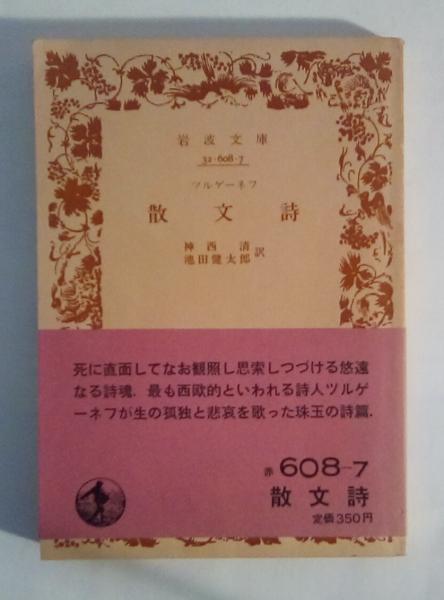 岩波文庫
32-608-7
ツルゲーネフ
散文詩
神西清
池田健太郎 訳
死に直面してなお観照し思索しつづける悠遠
なる詩魂．最も西欧的といわれる詩人ツルゲ
ーネフが生の孤独と悲哀を歌った珠玉の詩篇．
赤 608-7
散文詩
定価350円